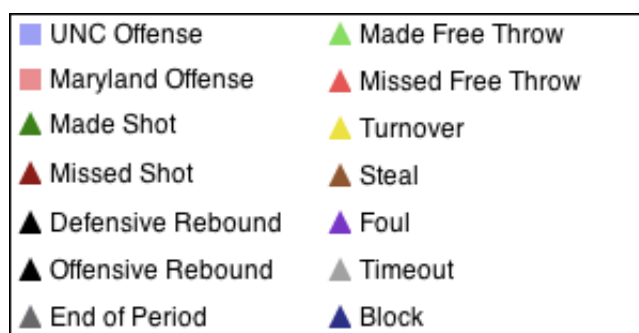 UNC Offense
Maryland Offense
Made Shot
Missed Shot
Defensive Rebound
Offensive Rebound
End of Period
Made Free Throw
Missed Free Throw
Turnover
Steal
Foul
Timeout
Block